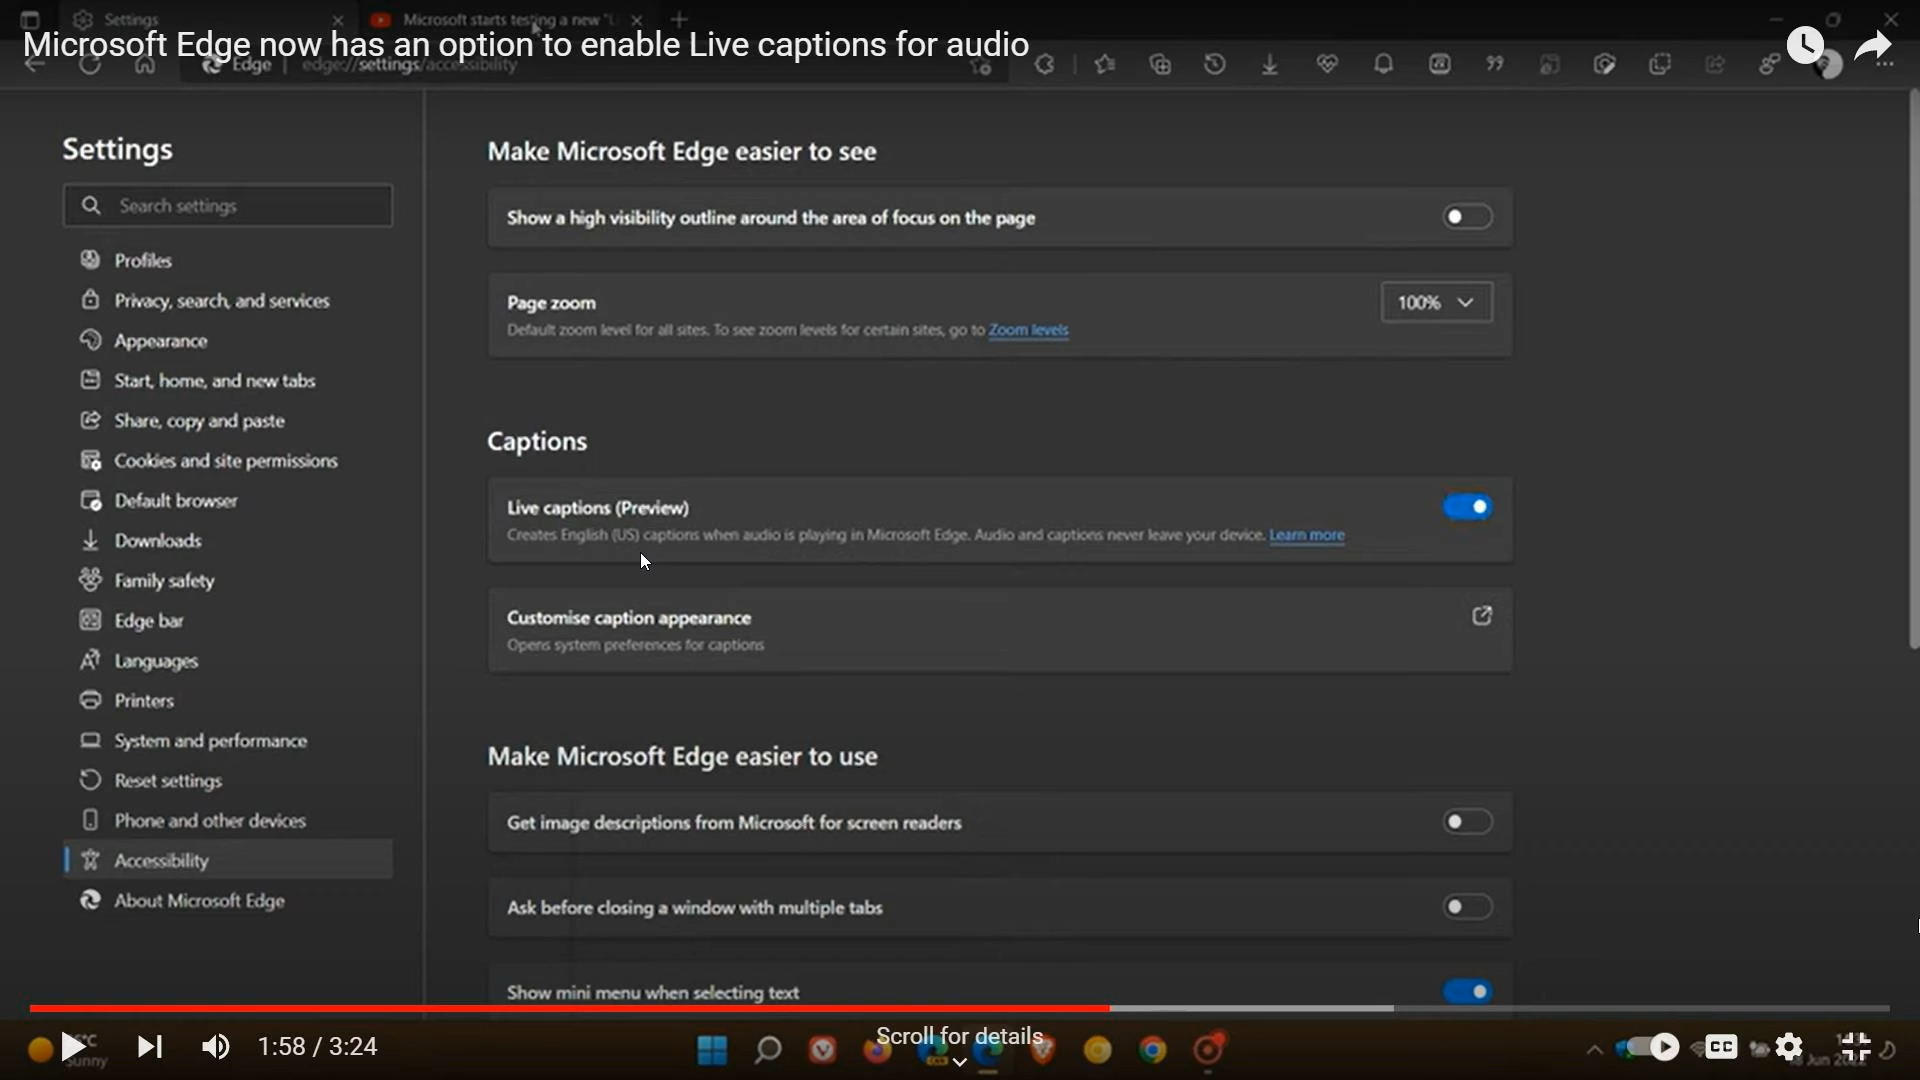 Settings
Microsoft starts testing a new "L
Microsoft Edge now has an option to enable Live captions for audio
Edge
edge://settings/accessibility
Settings
Search settings
Profiles
Privacy, search, and services
Appearance
Start, home, and new tabs
Share, copy and paste
Cookies and site permissions
Default browser
Downloads
Family safety
Edge bar
Languages
Printers
System and performance
Reset settings
Phone and other devices
Accessibility
About Microsoft Edge
Make Microsoft Edge easier to see
Show a high visibility outline around the area of focus on the page
Page zoom
100%
Default zoom level for all sites. To see zoom levels for certain sites, go to Zoom levels
Captions
Live captions (Preview)
Creates English (US) captions when audio is playing in Microsoft Edge. Audio and captions never leave your device. Learn more
Customise caption appearance
Opens system preferences for captions
Make Microsoft Edge easier to use
Get image descriptions from Microsoft for screen readers
Ask before closing a window with multiple tabs
Show mini menu when selecting text
Sunny
1:58 / 3:24
Scroll for details
CC